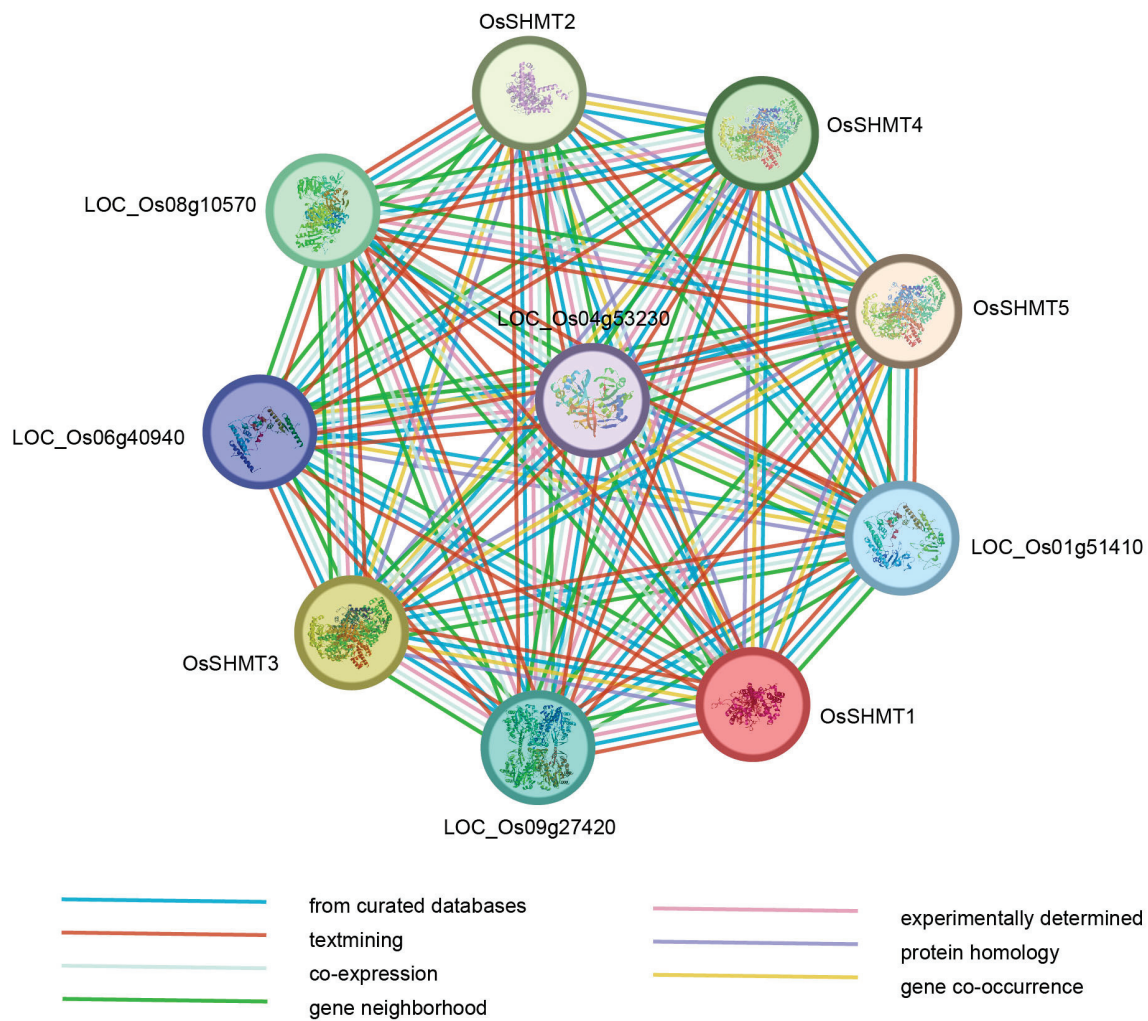 OsSHMT2
OsSHMT4
LOC_Os08g10570
OsSHMT5
LOC_Os04g53230
LOC_Os06g40940
LOC_Os01g51410
OsSHMT3
OsSHMT1
LOC_Os09g27420
from curated databases
textmining
co-expression
gene neighborhood
experimentally determined
protein homology
gene co-occurrence